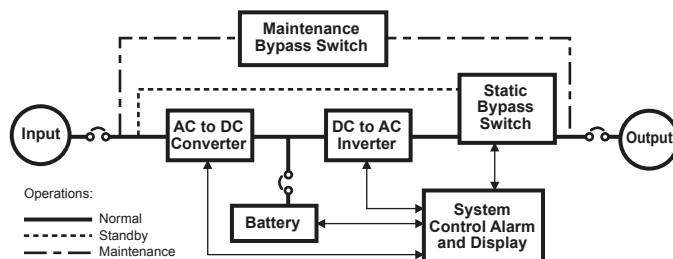 Maintenance
Bypass Switch
Static
Bypass
Switch
Input
AC to DC
Converter
DC to AC
Inverter
Output
Operations:
Normal
Standby
Maintenance
Battery
System
Control Alarm
and Display